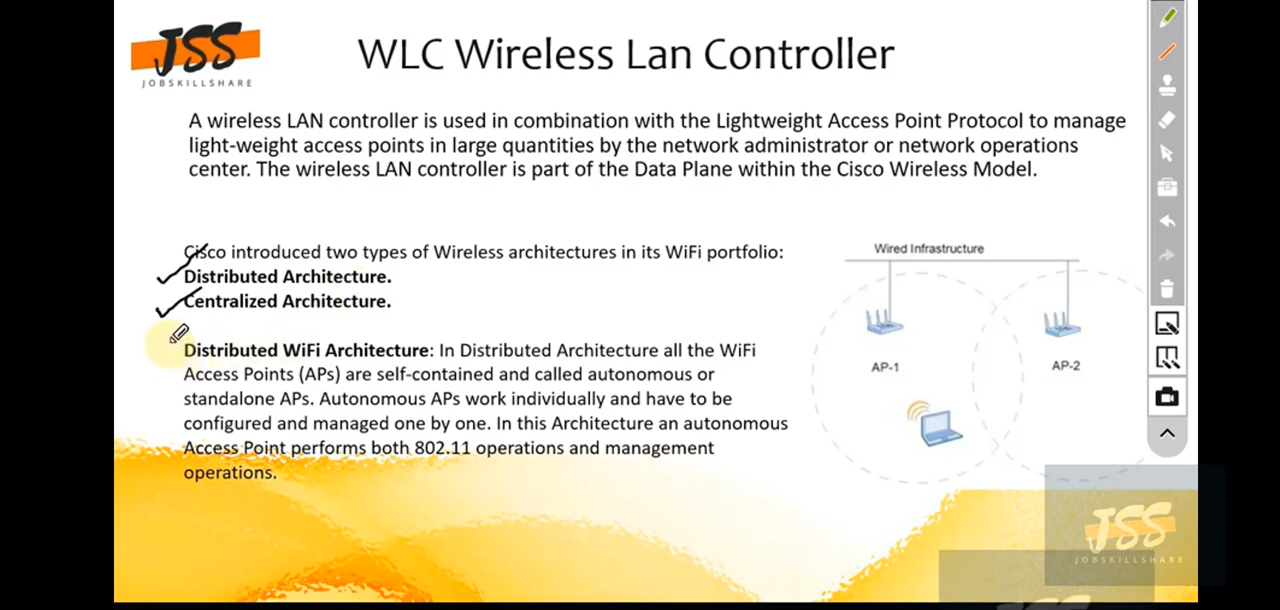 JSS
JOBSKILLSHARE
WLC Wireless Lan Controller
A wireless LAN controller is used in combination with the Lightweight Access Point Protocol to manage
light-weight access points in large quantities by the network administrator or network operations
center. The wireless LAN controller is part of the Data Plane within the Cisco Wireless Model.
Cisco introduced two types of Wireless architectures in its WiFi portfolio:
Distributed Architecture.
Centralized Architecture.
Distributed WiFi Architecture: In Distributed Architecture all the WiFi
Access Points (APs) are self-contained and called autonomous or
standalone APs. Autonomous APs work individually and have to be
configured and managed one by one. In this Architecture an autonomous
Access Point performs both 802.11 operations and management
operations.
Wired Infrastructure
AP-1
AP-2
JSS
JOBSKILLSHARE